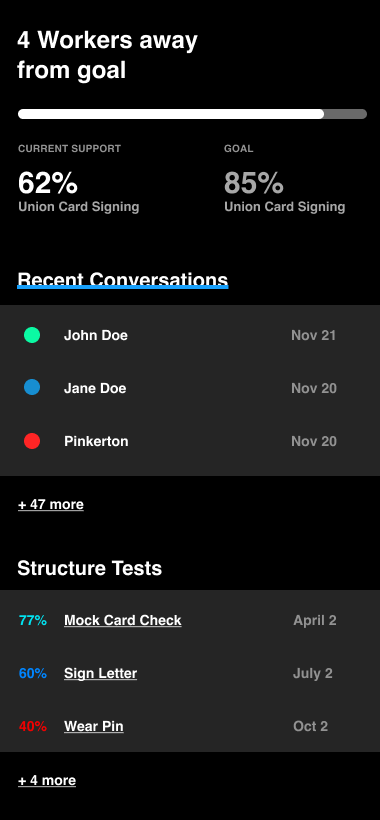 4 Workers away
from goal
CURRENT SUPPORT GOAL
62% 85%
Union Card Signing Union Card Signing
Recent Conversations
John Doe Nov 21
Jane Doe Nov 20
Pinkerton Nov 20
+ 47 more
Structure Tests
77% Mock Card Check April 2
60% Sign Letter July 2
40% Wear Pin Oct 2
+ 4 more